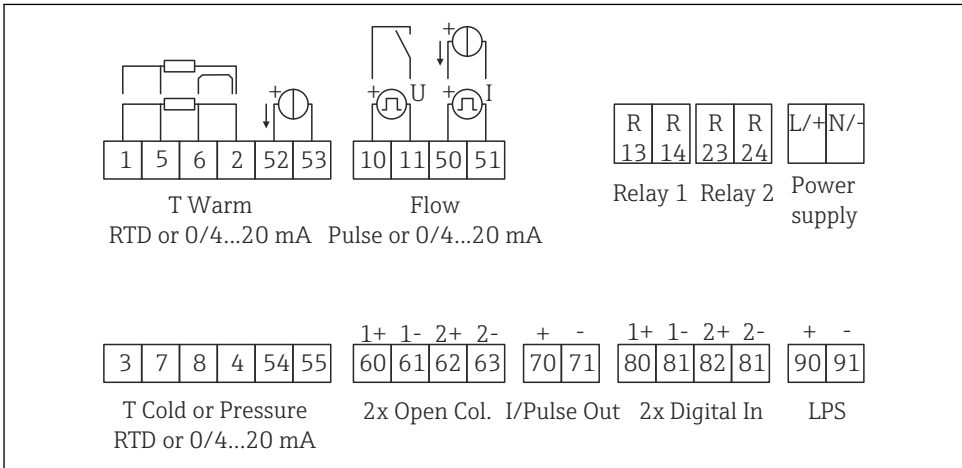 + + +
+ U + I
1 5 6 2 52 53 10 11 50 51
R R R R L/+ N/-
13 14 23 24
T Warm Flow Relay 1 Relay 2 Power
supply
RTD or 0/4...20 mA Pulse or 0/4...20 mA
1+ 1- 2+ 2- + - 1+ 1- 2+ 2- + -
3 7 8 4 54 55 60 61 62 63 70 71 80 81 82 81 90 91
T Cold or Pressure 2x Open Col. I/Pulse Out 2x Digital In LPS
RTD or 0/4...20 mA